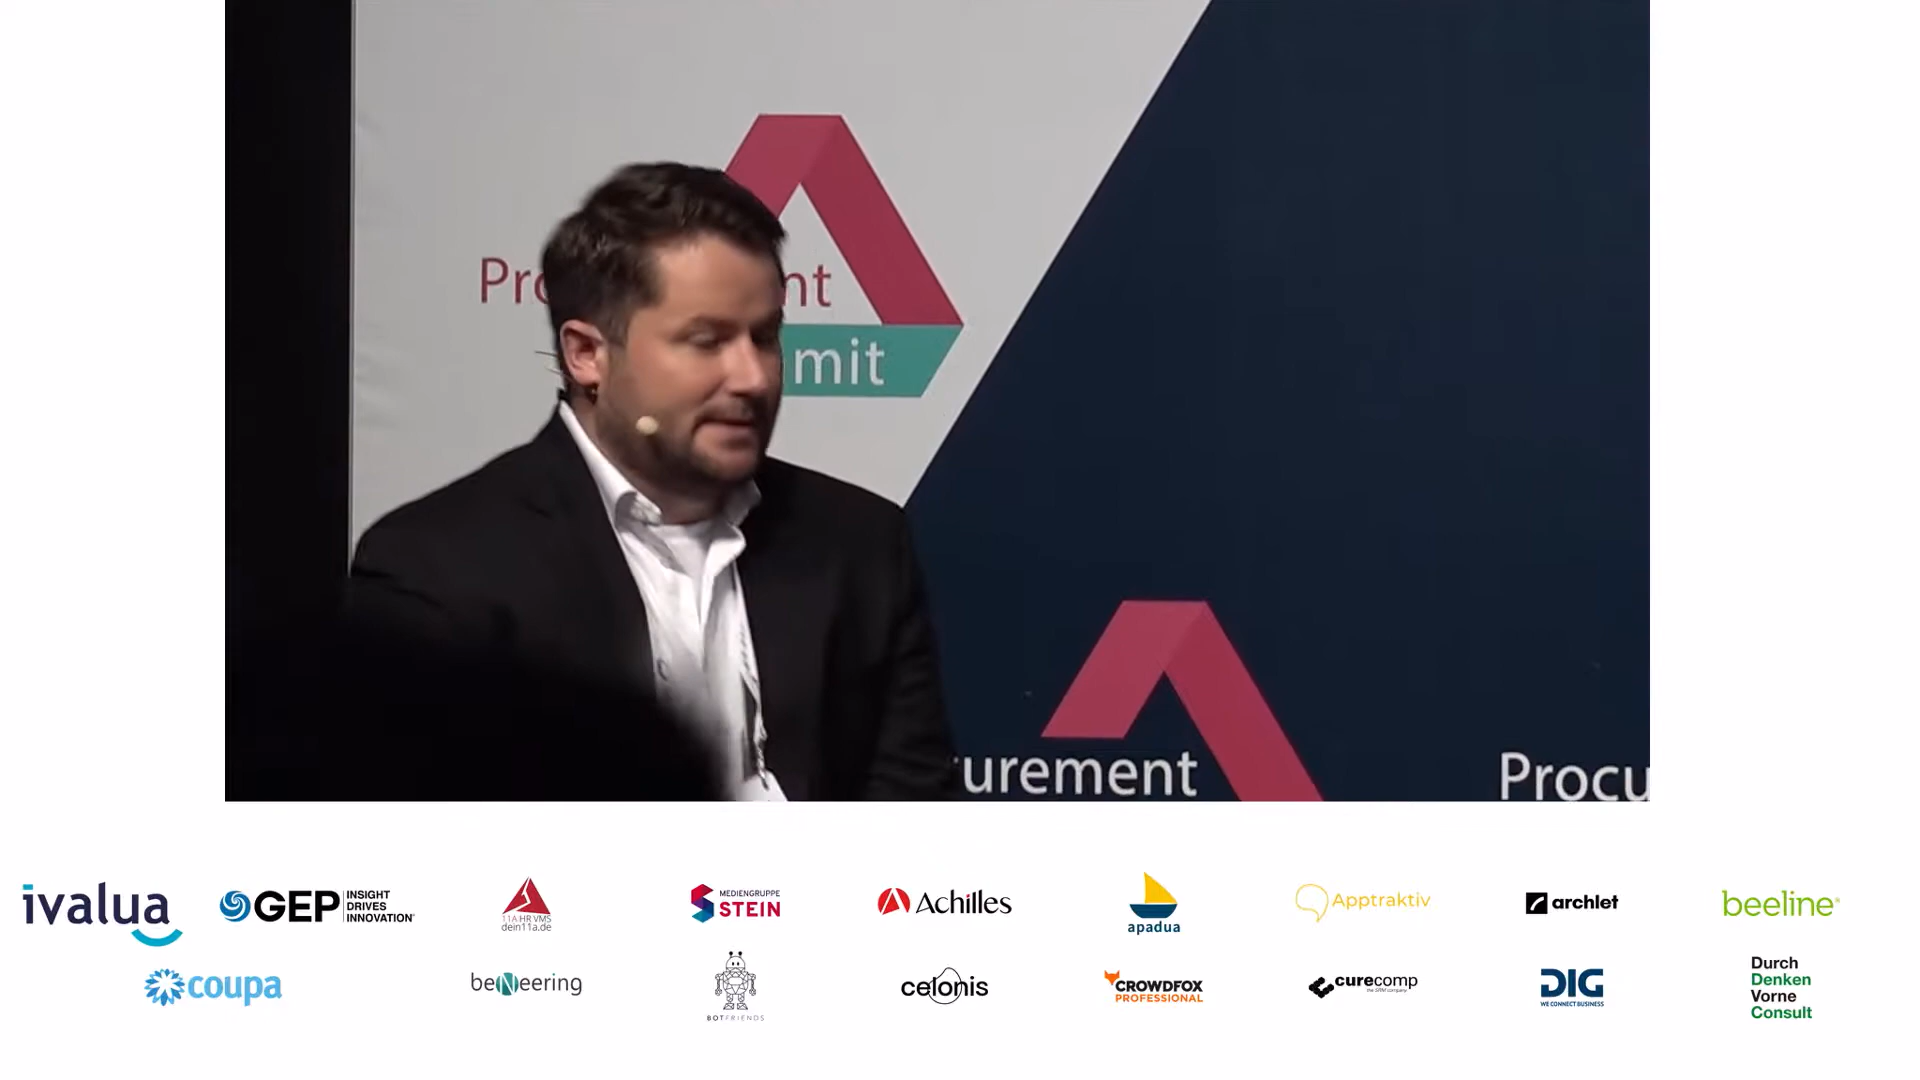 Pro
nt
mit
urement
Procu
ivalua
GEP
INSIGHT
DRIVES
INNOVATION
11A HR VMS
dein11a.de
MEDIENGRUPPE
STEIN
Achilles
apadua
Apptraktiv
archlet
beeline
coupa
beNeering
BOTFRIENDS
celonis
CROWDFOX
PROFESSIONAL
curecomp
DIG
WE CONNECT BUSINESS
Durch
Denken
Vorne
Consult